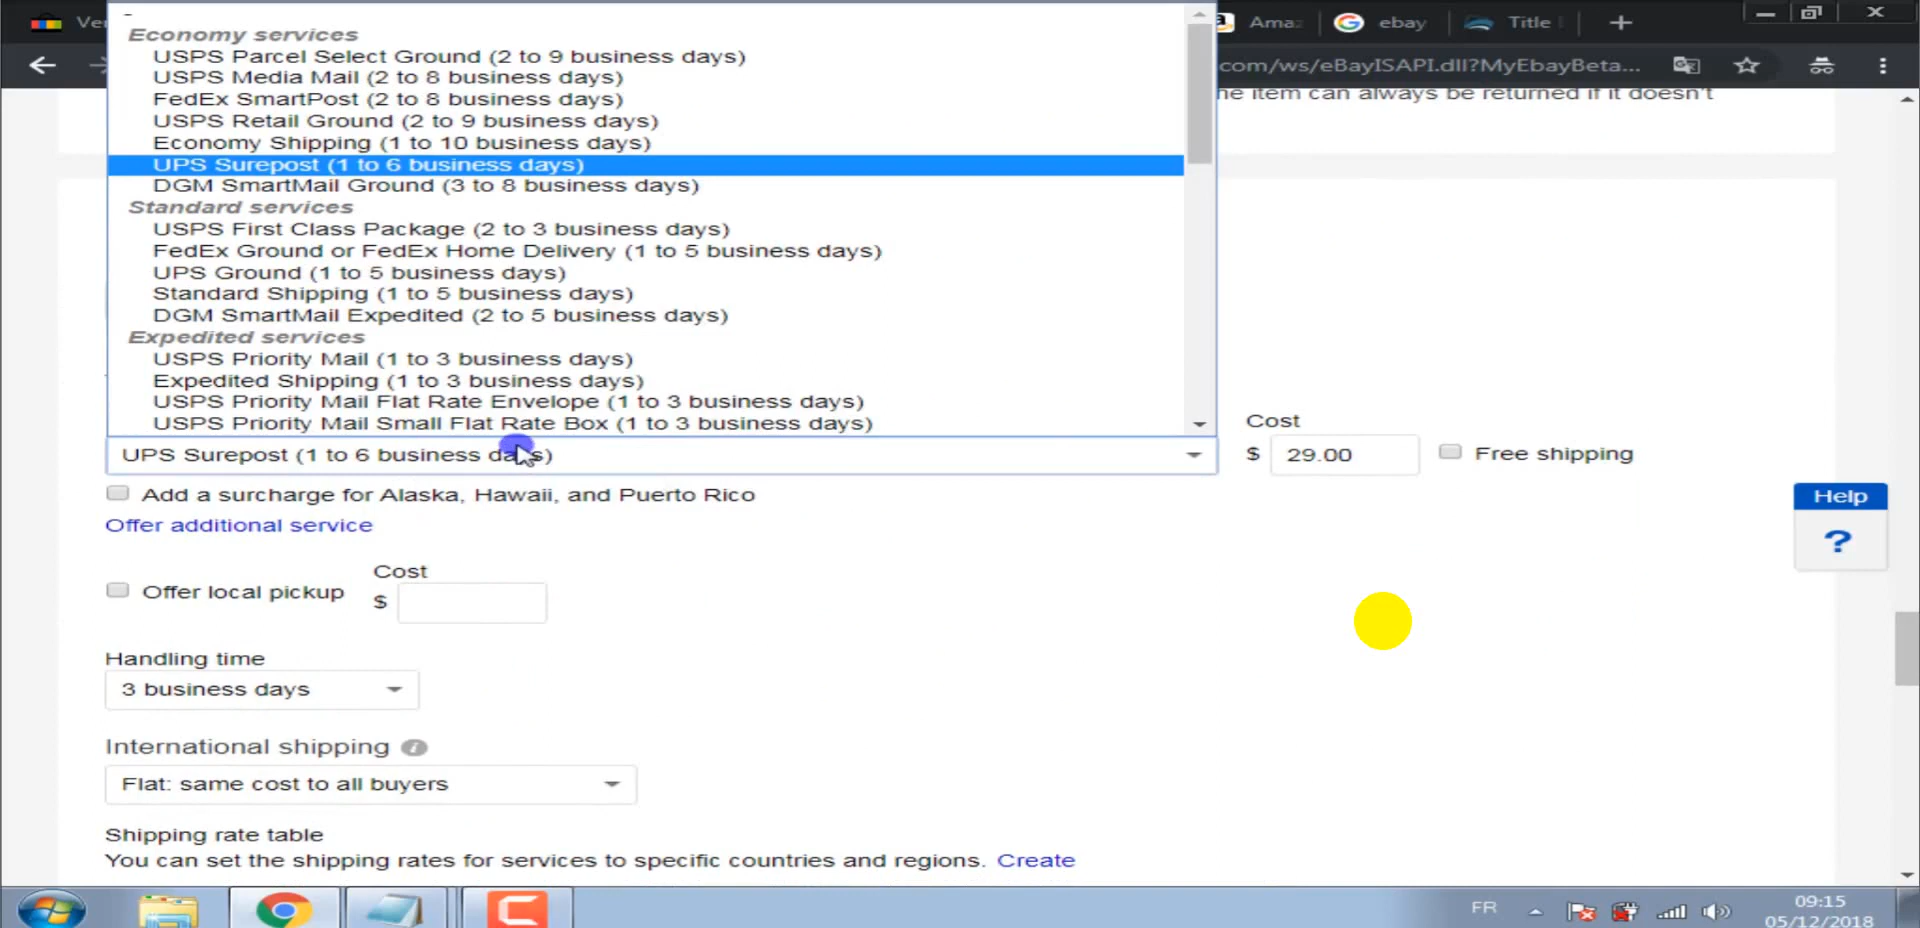 Ve
Amaz
ebay
Title
com/ws/eBayISAPI.dll?MyEbayBeta...
he item can always be returned if it doesn't
Economy services
USPS Parcel Select Ground (2 to 9 business days)
USPS Media Mail (2 to 8 business days)
FedEx SmartPost (2 to 8 business days)
USPS Retail Ground (2 to 9 business days)
Economy Shipping (1 to 10 business days)
UPS Surepost (1 to 6 business days)
DGM SmartMail Ground (3 to 8 business days)
Standard services
USPS First Class Package (2 to 3 business days)
FedEx Ground or FedEx Home Delivery (1 to 5 business days)
UPS Ground (1 to 5 business days)
Standard Shipping (1 to 5 business days)
DGM SmartMail Expedited (2 to 5 business days)
Expedited services
USPS Priority Mail (1 to 3 business days)
Expedited Shipping (1 to 3 business days)
USPS Priority Mail Flat Rate Envelope (1 to 3 business days)
USPS Priority Mail Small Flat Rate Box (1 to 3 business days)
Cost
UPS Surepost (1 to 6 business days)
$ 29.00 Free shipping
Add a surcharge for Alaska, Hawaii, and Puerto Rico
Help
?
Offer additional service
Cost
Offer local pickup $
Handling time
3 business days
International shipping
Flat: same cost to all buyers
Shipping rate table
You can set the shipping rates for services to specific countries and regions. Create
FR
09:15
05/12/2018